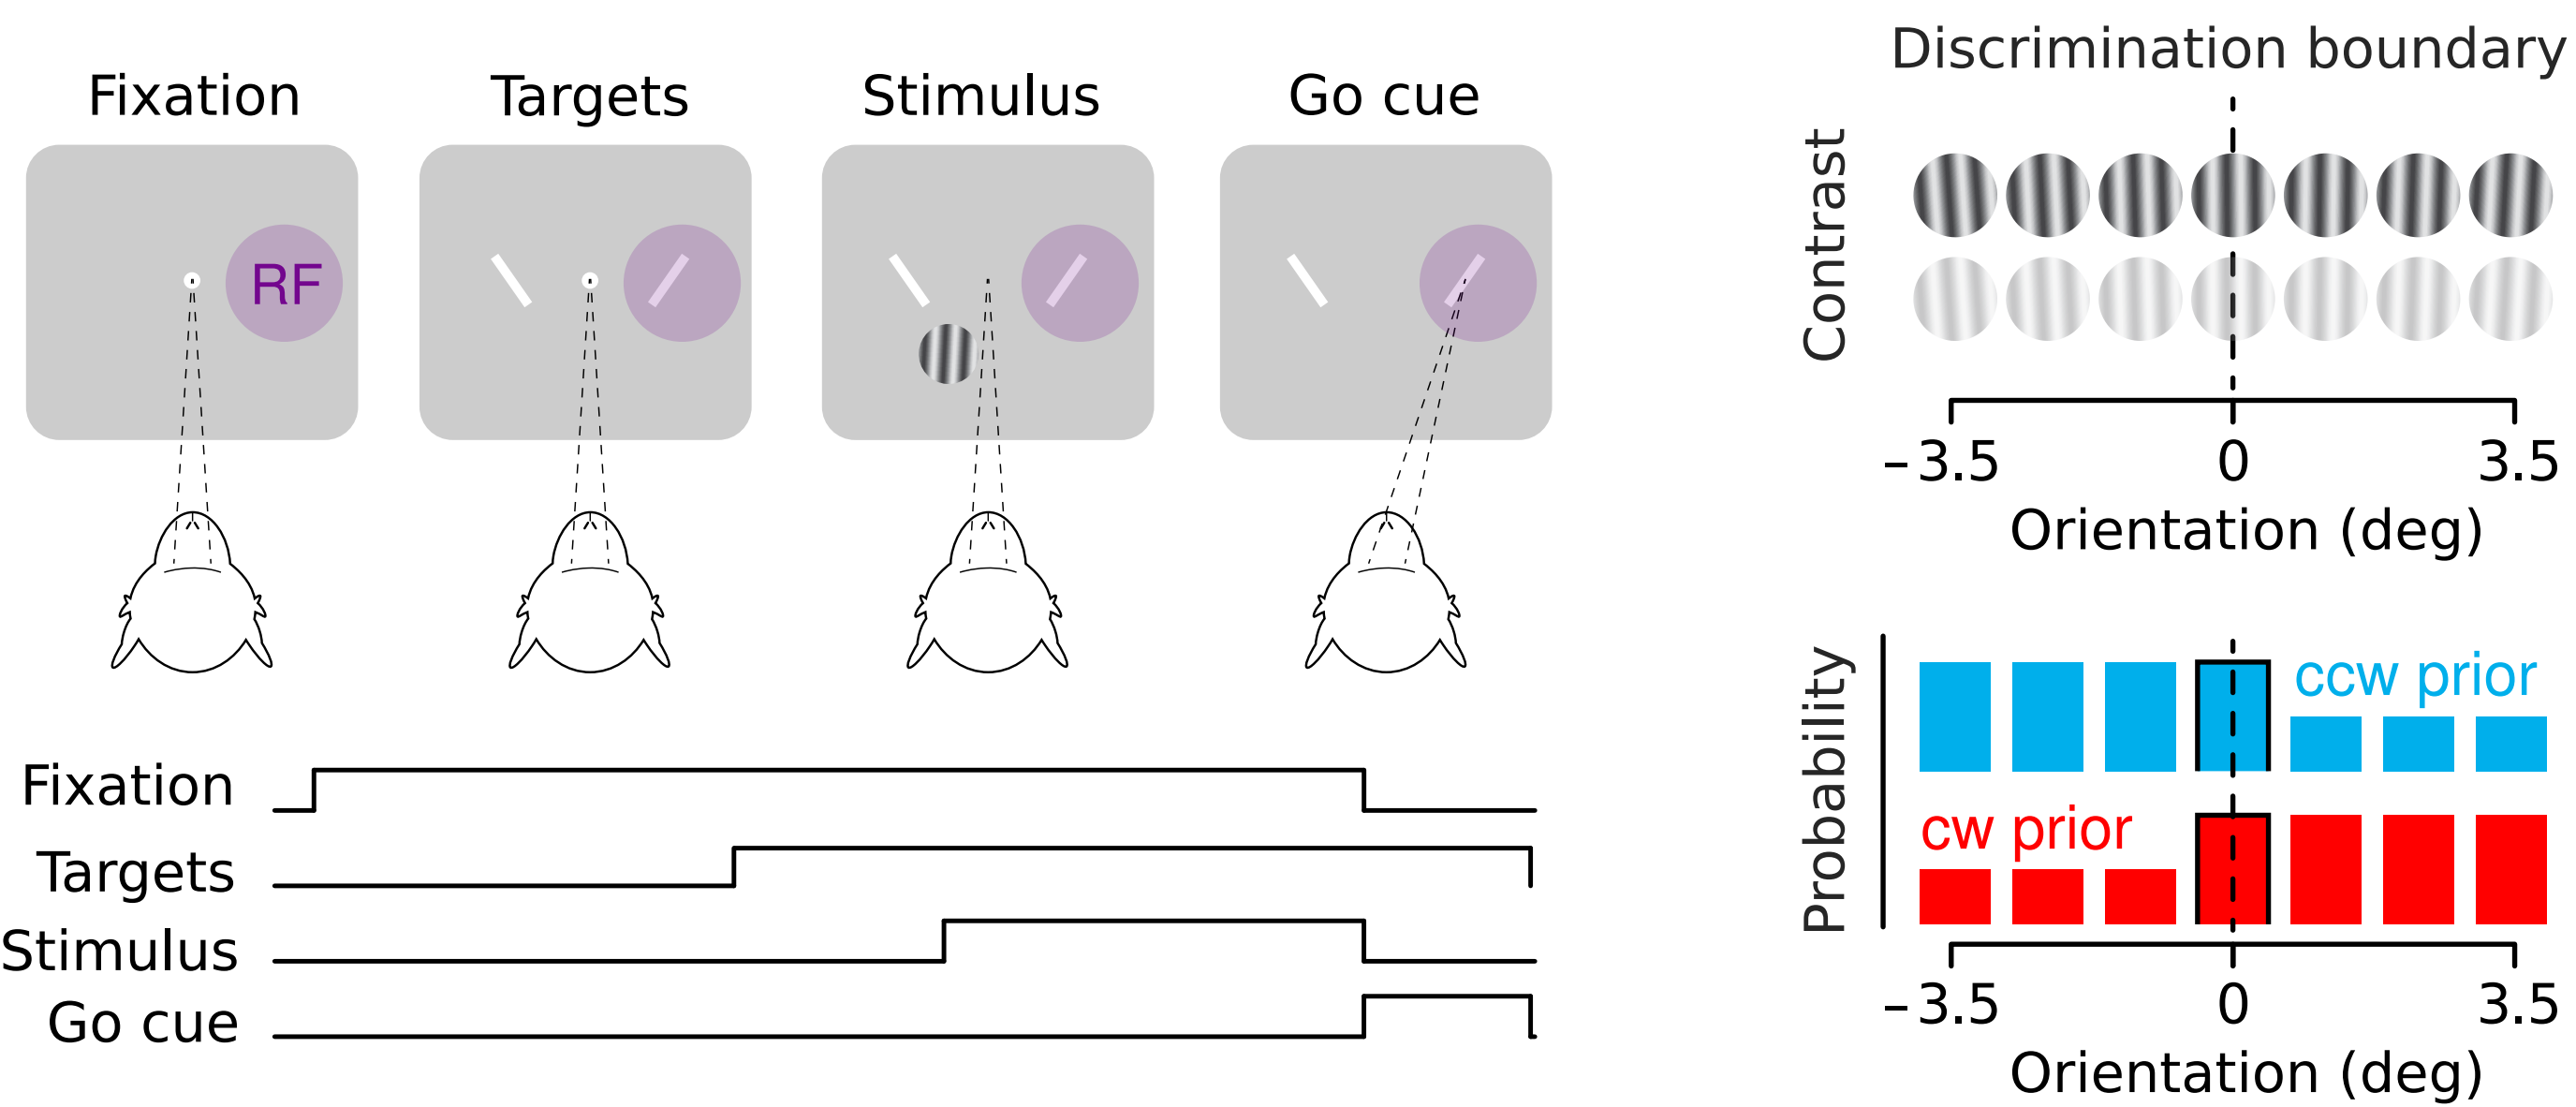 Fixation
Targets
Stimulus
Go cue
RF
Fixation
Targets
Stimulus
Go cue
Discrimination boundary
Contrast
–3.5
0
3.5
Orientation (deg)
Probability
ccw prior
cw prior
–3.5
0
3.5
Orientation (deg)